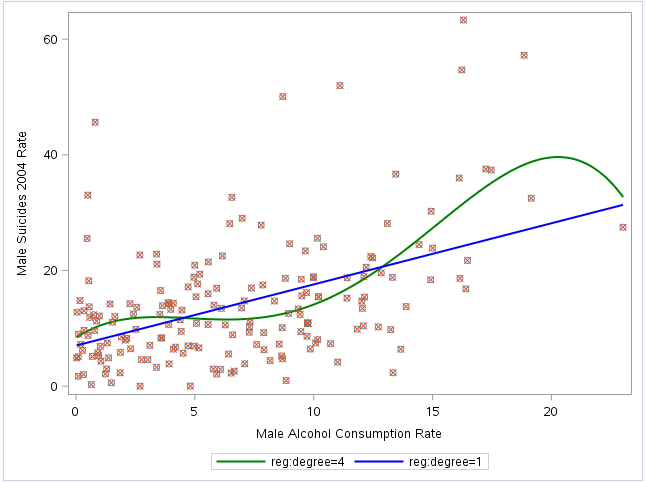 60
40
20
0
Male Suicides 2004 Rate
0 5 10 15 20
Male Alcohol Consumption Rate
reg:degree=4 reg:degree=1